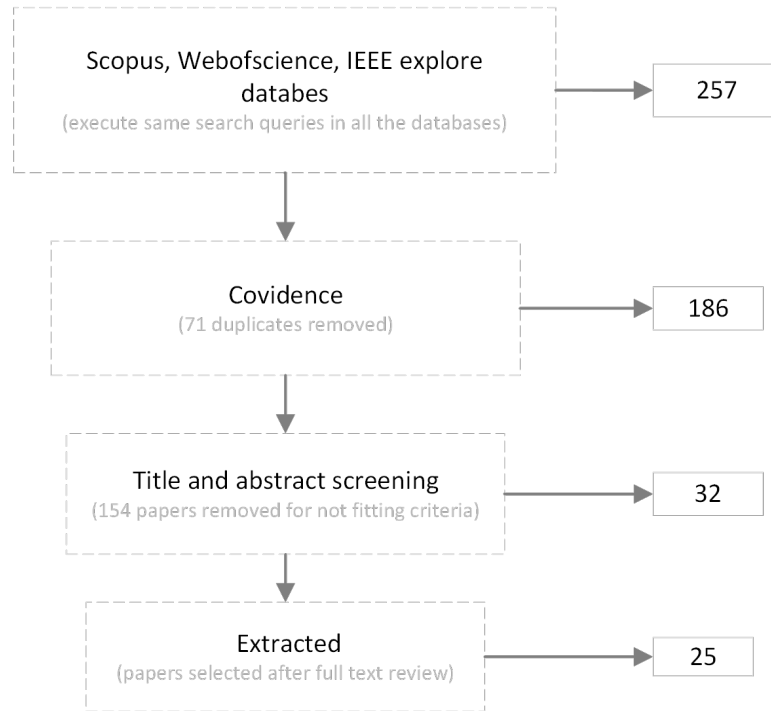 Scopus, Webofscience, IEEE explore
databes
(execute same search queries in all the databases)
257
Covidence
(71 duplicates removed)
186
Title and abstract screening
(154 papers removed for not fitting criteria)
32
Extracted
(papers selected after full text review)
25